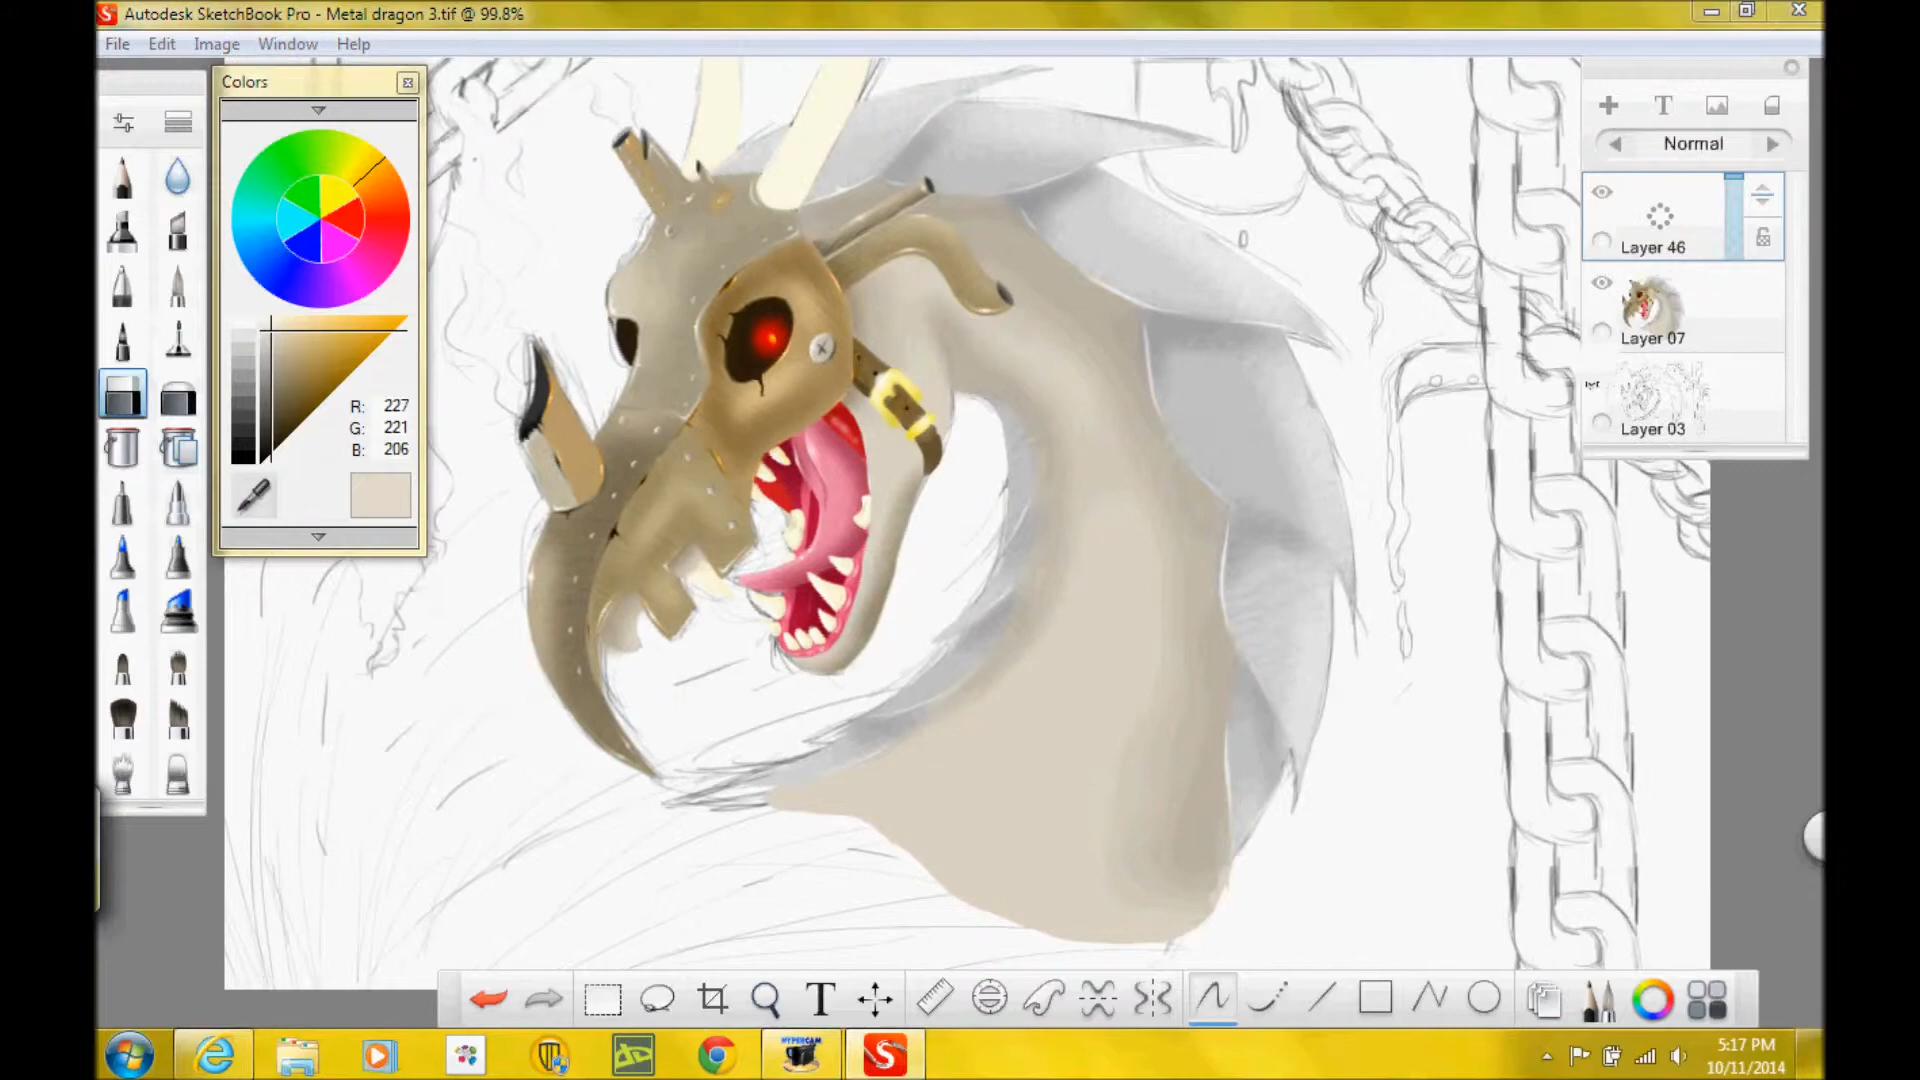 Autodesk SketchBook Pro - Metal dragon 3.tif @ 99.8%
File Edit Image Window Help
Colors
R: 227
G: 221
B: 206
T
Normal
Layer 46
Layer 07
Layer 03
T
HYPERCAM
5:17 PM
10/11/2014